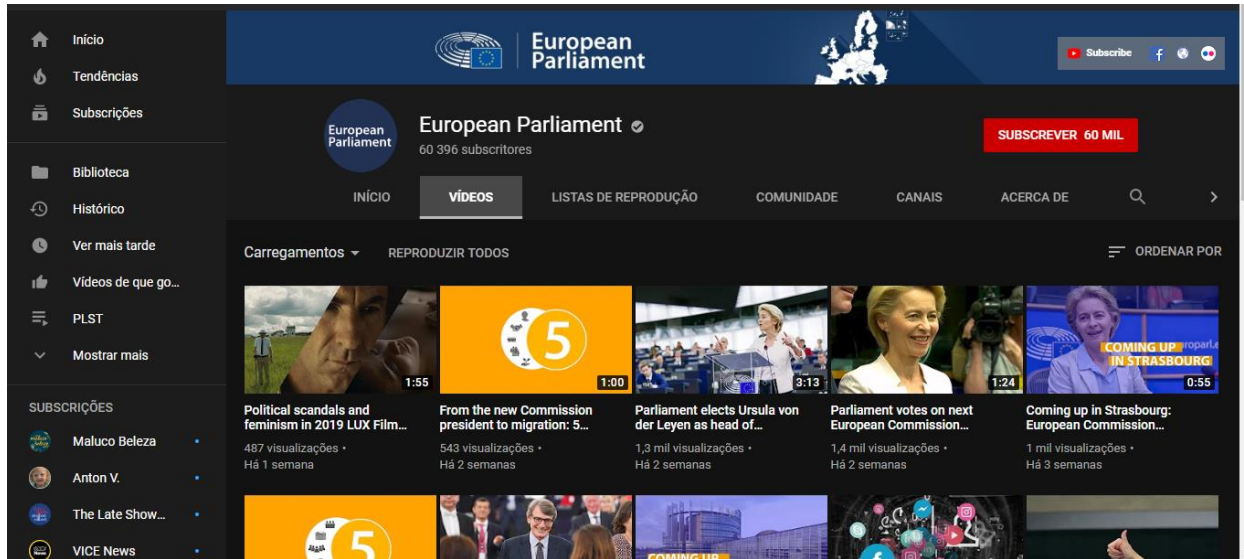 Início
Tendências
Subscrições
Biblioteca
Histórico
Ver mais tarde
Vídeos de que go...
PLST
Mostrar mais
SUBSCRIÇÕES
Maluco Beleza
Anton V.
The Late Show...
VICE News
European
Parliament
Subscribe
European
Parliament
European Parliament
60 396 subscritores
SUBSCREVER 60 MIL
INÍCIO VÍDEOS LISTAS DE REPRODUÇÃO COMUNIDADE CANAIS ACERCA DE
Carregamentos REPRODUZIR TODOS ORDENAR POR
1:55
Political scandals and
feminism in 2019 LUX Film...
487 visualizações •
Há 1 semana
5
1:00
From the new Commission
president to migration: 5...
543 visualizações •
Há 2 semanas
3:13
Parliament elects Ursula von
der Leyen as head of...
1,3 mil visualizações •
Há 2 semanas
1:24
Parliament votes on next
European Commission...
1,4 mil visualizações •
Há 2 semanas
COMING UP
IN STRASBOURG
0:55
Coming up in Strasbourg:
European Commission...
1 mil visualizações •
Há 3 semanas
5
COMING UP